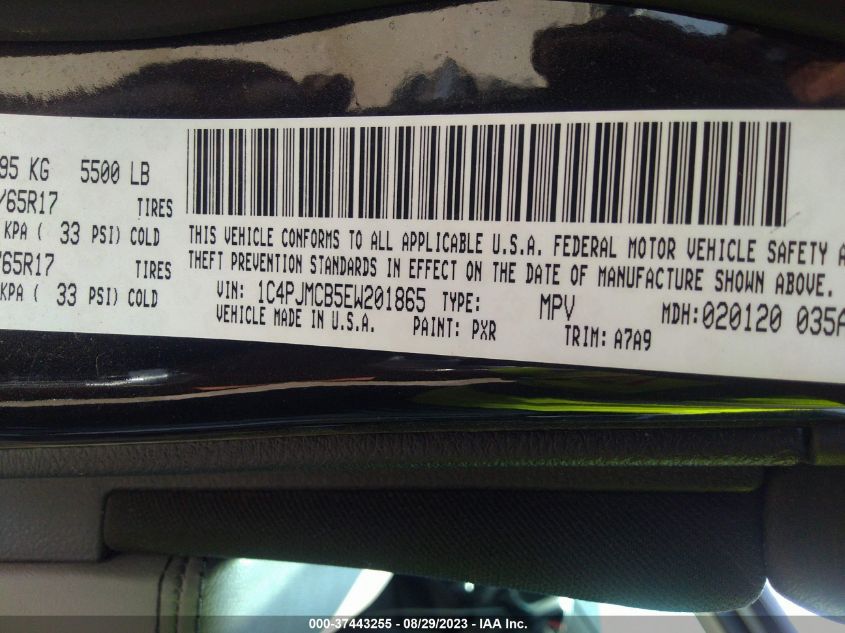 95 KG 5500 LB
/65R17 TIRES
KPA ( 33 PSI) COLD
/65R17 TIRES
KPA ( 33 PSI) COLD
THIS VEHICLE CONFORMS TO ALL APPLICABLE U.S.A. FEDERAL MOTOR VEHICLE SAFETY A
THEFT PREVENTION STANDARDS IN EFFECT ON THE DATE OF MANUFACTURE SHOWN ABOVE.
VIN: 1C4PJMCB5EW201865 TYPE: MPV MDH:020120 035A
VEHICLE MADE IN U.S.A. PAINT: PXR TRIM: A7A9
000-37443255 - 08/29/2023 - IAA Inc.